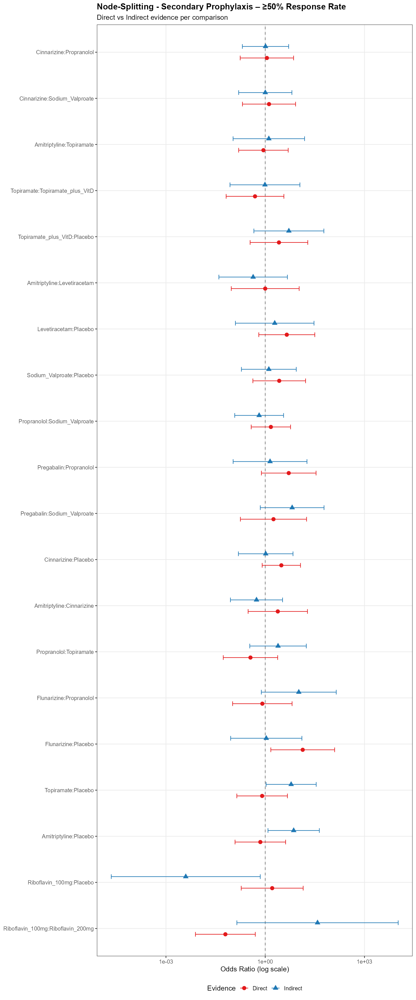 Node-Splitting - Secondary Prophylaxis – ≥50% Response Rate
Direct vs Indirect evidence per comparison
Cinnarizine:Propranolol
Cinnarizine:Sodium_Valproate
Amitriptyline:Topiramate
Topiramate:Topiramate_plus_VitD
Topiramate_plus_VitD:Placebo
Amitriptyline:Levetiracetam
Levetiracetam:Placebo
Sodium_Valproate:Placebo
Propranolol:Sodium_Valproate
Pregabalin:Propranolol
Pregabalin:Sodium_Valproate
Cinnarizine:Placebo
Amitriptyline:Cinnarizine
Propranolol:Topiramate
Flunarizine:Propranolol
Flunarizine:Placebo
Topiramate:Placebo
Amitriptyline:Placebo
Riboflavin_100mg:Placebo
Riboflavin_100mg:Riboflavin_200mg
1e-03 1e+00 1e+03
Odds Ratio (log scale)
Evidence Direct Indirect